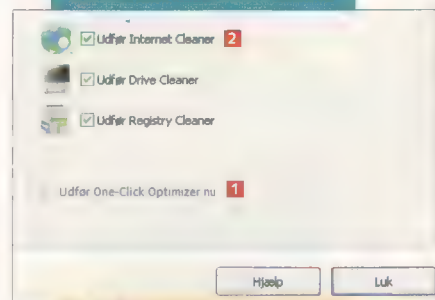 Udfør Internet Cleaner 2
Udfør Drive Cleaner
Udfør Registry Cleaner
Udfør One-Click Optimizer nu 1
Hjælp
Luk